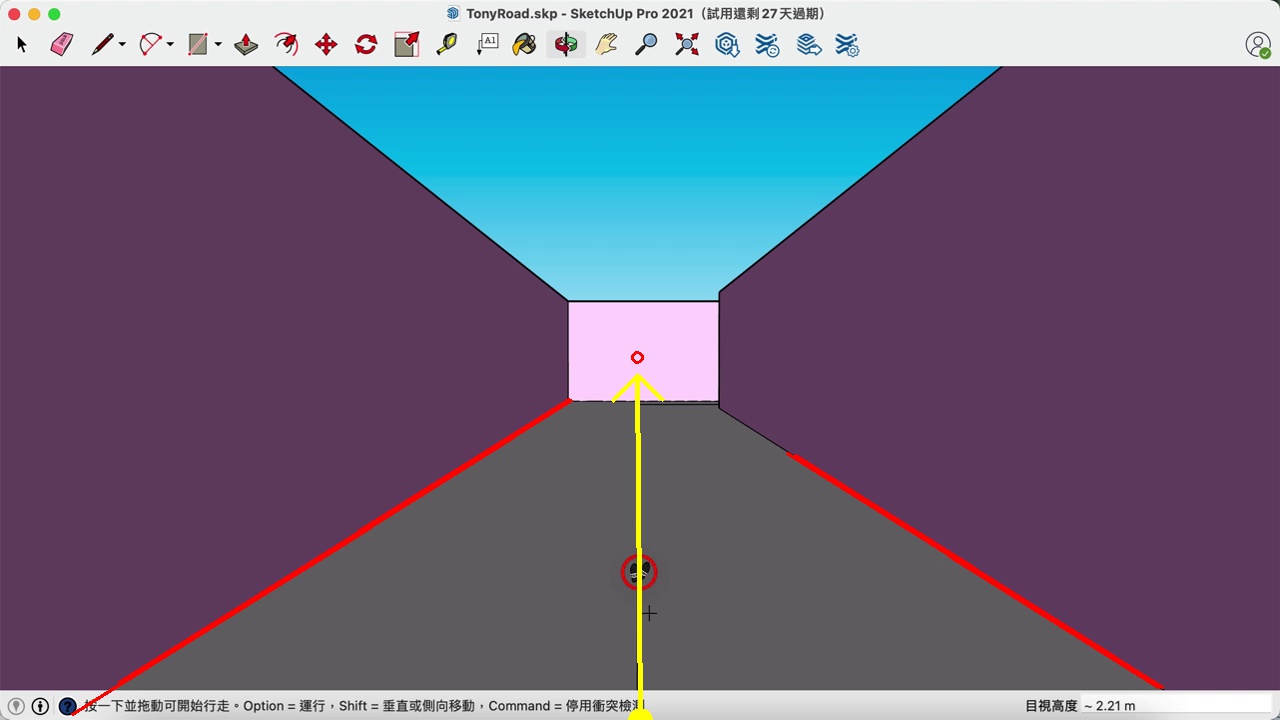 TonyRoad.skp - SketchUp Pro 2021（試用還剩 27 天過期）
A1
按一下並拖動可開始行走。Option = 運行，Shift = 垂直或側向移動，Command = 停用衝突檢測
目視高度 ~ 2.21 m